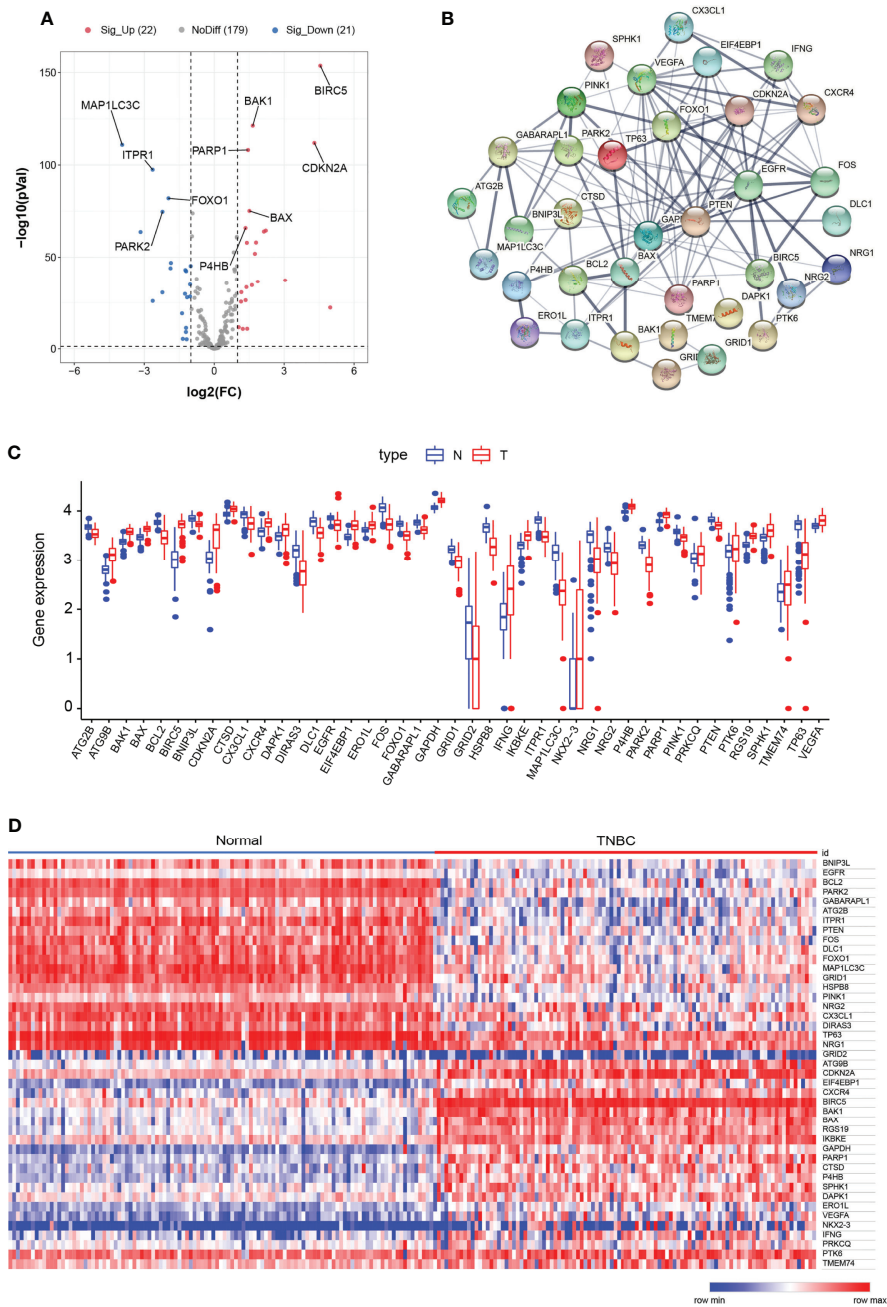 A
Sig_Up (22) NoDiff (179) Sig_Down (21)
150
100
50
0
−log10(pVal)
MAP1LC3C
BIRC5
BAK1
ITPR1
PARP1
CDKN2A
FOXO1
BAX
PARK2
P4HB
−6 −3 0 3 6
log2(FC)
B
CX3CL1
SPHK1
EIF4EBP1
IFNG
VEGFA
PINK1
CDKN2A
CXCR4
FOXO1
GABARAPL1
PARK2
TP63
EGFR
FOS
ATG2B
CTSD
PTEN
DLC1
BNIP3L
GAP
MAP1LC3C
BIRC5
NRG1
P4HB
BCL2
BAX
PARP1
DAPK1
NRG2
ERO1L
ITPR1
BAK1
TMEM7
PTK6
GRID1
GRID
C
type N T
Gene expression
4
3
2
1
0
ATG2B
ATG9B
BAK1
BAX
BCL2
BIRC5
BNIP3L
CDKN2A
CTSD
CX3CL1
CXCR4
DAPK1
DIRAS3
DLC1
EGFR
EIF4EBP1
ERO1L
FOS
FOXO1
GABARAPL1
GAPDH
GRID1
GRID2
HSPB8
IFNG
IKBKE
ITPR1
MAP1LC3C
NKX2−3
NRG1
NRG2
P4HB
PARK2
PARP1
PINK1
PRKCQ
PTEN
PTK6
RGS19
SPHK1
TMEM74
TP63
VEGFA
D
Normal TNBC
id
BNIP3L
EGFR
BCL2
PARK2
GABARAPL1
ATG2B
ITPR1
PTEN
FOS
DLC1
FOXO1
MAP1LC3C
GRID1
HSPB8
PINK1
NRG2
CX3CL1
DIRAS3
TP63
NRG1
GRID2
ATG9B
CDKN2A
EIF4EBP1
CXCR4
BIRC5
BAK1
BAX
RGS19
IKBKE
GAPDH
PARP1
CTSD
P4HB
SPHK1
DAPK1
ERO1L
VEGFA
NKX2-3
IFNG
PRKCQ
PTK6
TMEM74
row min row max